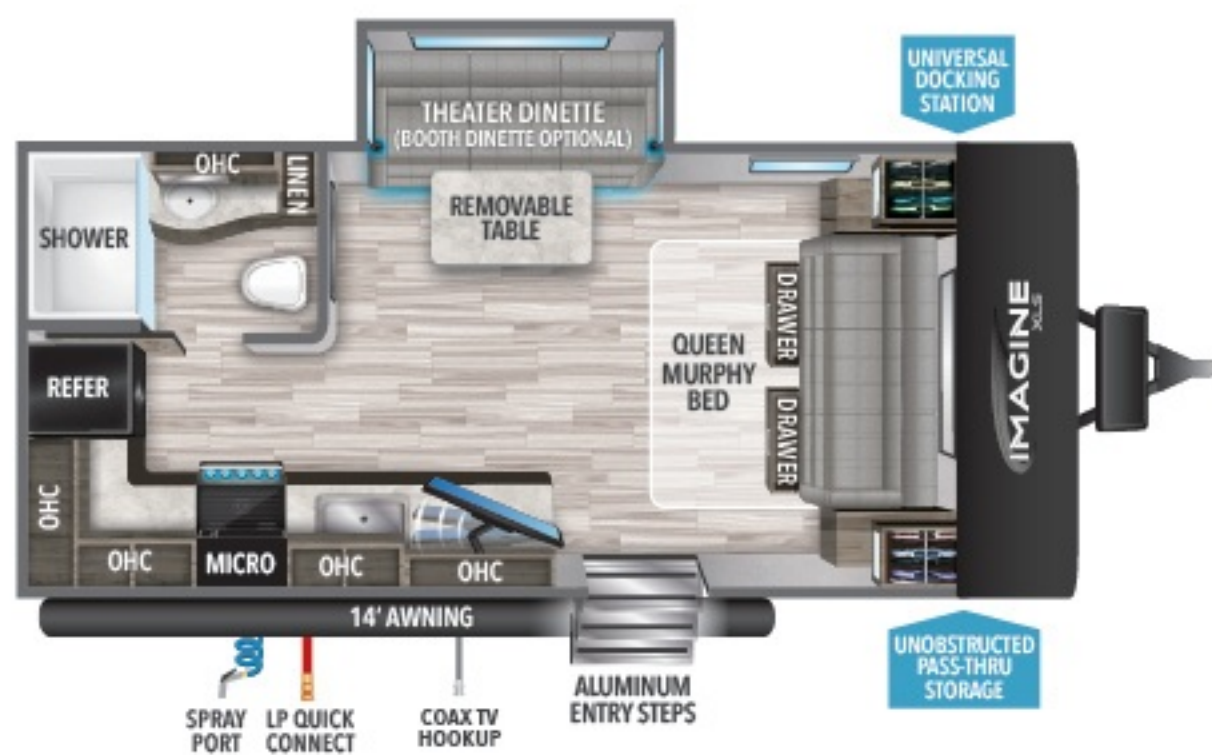 UNIVERSAL
DOCKING
STATION
THEATER DINETTE
(BOOTH DINETTE OPTIONAL)
OHC
LINEN
SHOWER
REMOVABLE
TABLE
DRAWER
QUEEN
MURPHY
BED
DRAWER
IMAGINE
XLS
REFER
OHC
OHC
MICRO
OHC
OHC
14' AWNING
UNOBSTRUCTED
PASS-THRU
STORAGE
SPRAY
PORT
LP QUICK
CONNECT
COAX TV
HOOKUP
ALUMINUM
ENTRY STEPS